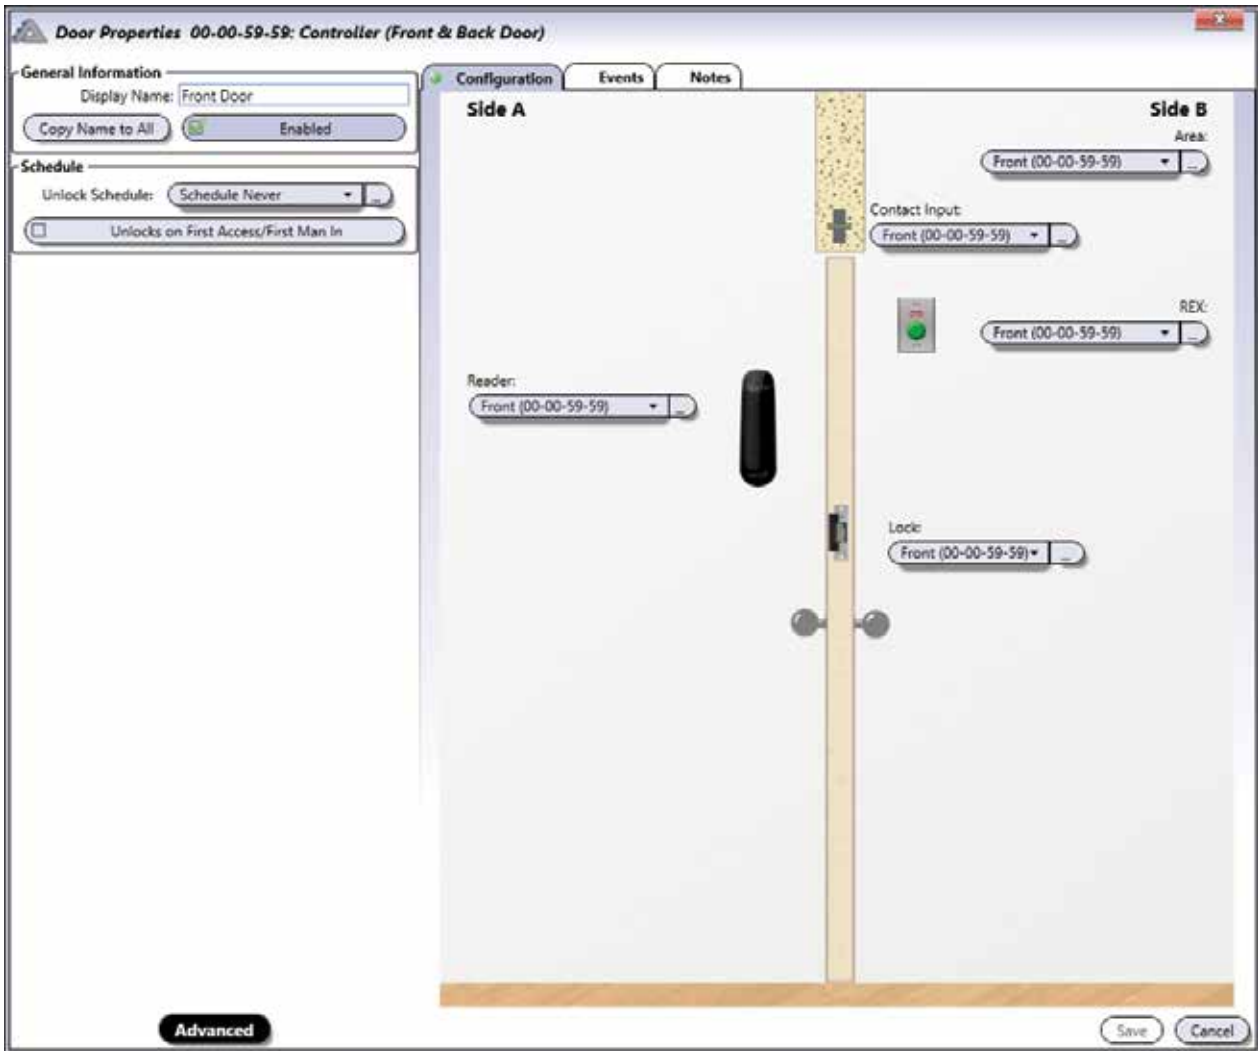 Door Properties 00-00-59-59: Controller (Front & Back Door)
General Information
Display Name: Front Door
Copy Name to All
Enabled
Schedule
Unlock Schedule: Schedule Never
...
Unlocks on First Access/First Man In
Configuration
Events
Notes
Side A
Side B
Area:
Front (00-00-59-59)
...
Contact Input:
Front (00-00-59-59)
...
REX:
Front (00-00-59-59)
...
Reader:
Front (00-00-59-59)
...
Lock:
Front (00-00-59-59)
...
Advanced
Save
Cancel